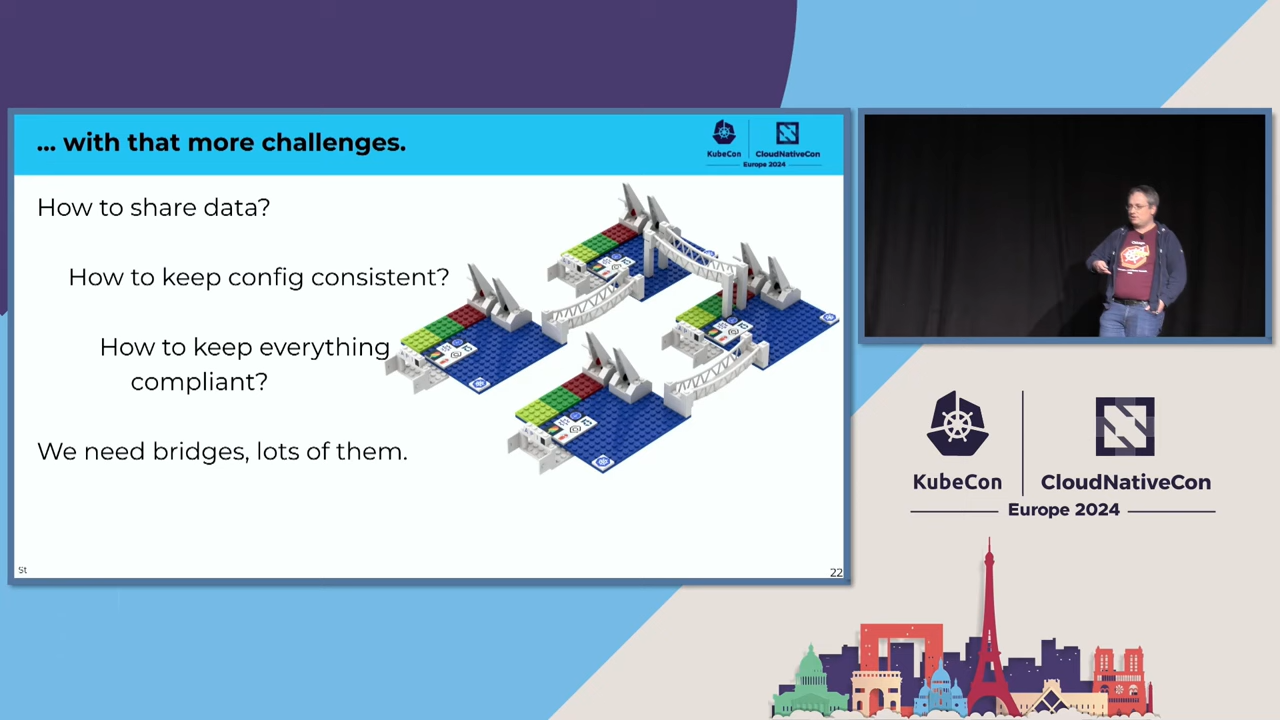 ... with that more challenges.
KubeCon
CloudNativeCon
Europe 2024
How to share data?
How to keep config consistent?
How to keep everything
compliant?
We need bridges, lots of them.
St
22
KubeCon
CloudNativeCon
Europe 2024